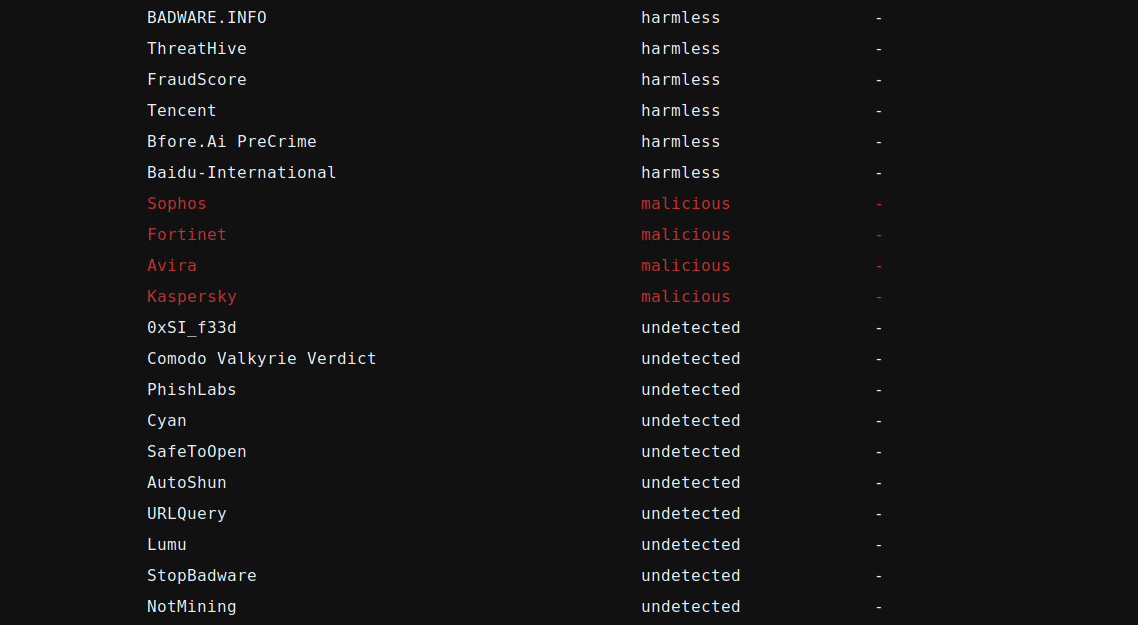 BADWARE.INFO harmless -
ThreatHive harmless -
FraudScore harmless -
Tencent harmless -
Bfore.Ai PreCrime harmless -
Baidu-International harmless -
Sophos malicious -
Fortinet malicious -
Avira malicious -
Kaspersky malicious -
0xSI_f33d undetected -
Comodo Valkyrie Verdict undetected -
PhishLabs undetected -
Cyan undetected -
SafeToOpen undetected -
AutoShun undetected -
URLQuery undetected -
Lumu undetected -
StopBadware undetected -
NotMining undetected -